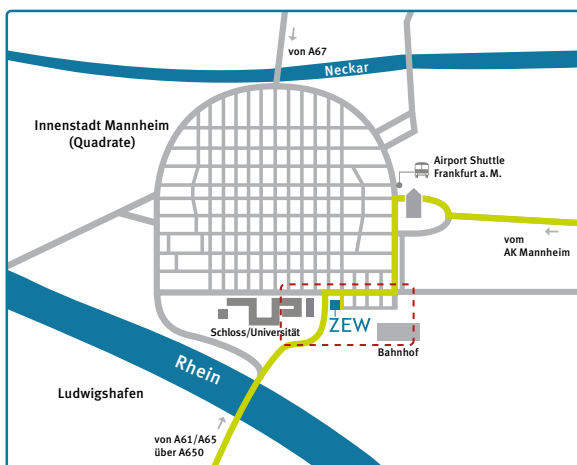 von A67
Neckar
Innenstadt Mannheim
(Quadrate)
Airport Shuttle
Frankfurt a. M.
vom
AK Mannheim
Schloss/Universität
ZEW
Bahnhof
Rhein
Ludwigshafen
von A61/A65
über A650